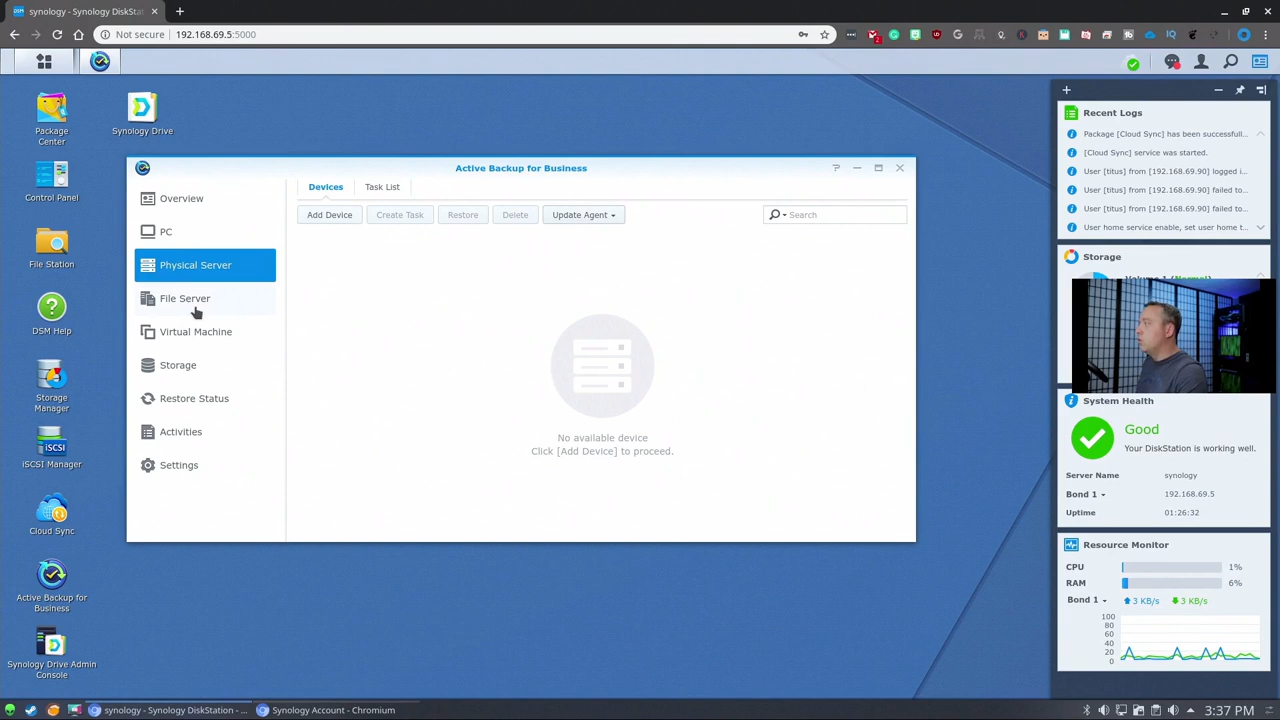 synology - Synology DiskStati
Not secure | 192.168.69.5:5000
Package Center
Synology Drive
Control Panel
File Station
DSM Help
Storage Manager
iSCSI Manager
Cloud Sync
Active Backup for Business
Synology Drive Admin Console
Active Backup for Business
Overview
PC
Physical Server
File Server
Virtual Machine
Storage
Restore Status
Activities
Settings
Devices Task List
Add Device Create Task Restore Delete Update Agent Search
No available device
Click [Add Device] to proceed.
Recent Logs
Package [Cloud Sync] has been successfull...
[Cloud Sync] service was started.
User [titus] from [192.168.69.90] logged i...
User [titus] from [192.168.69.90] failed to...
User [titus] from [192.168.69.90] failed to...
User home service enable, set user home t...
Storage
System Health
Good
Your DiskStation is working well.
Server Name synology
Bond 1 192.168.69.5
Uptime 01:26:32
Resource Monitor
CPU 1%
RAM 6%
Bond 1 3 KB/s 3 KB/s
100
80
60
40
20
0
synology - Synology DiskStation - ... Synology Account - Chromium 3:37 PM